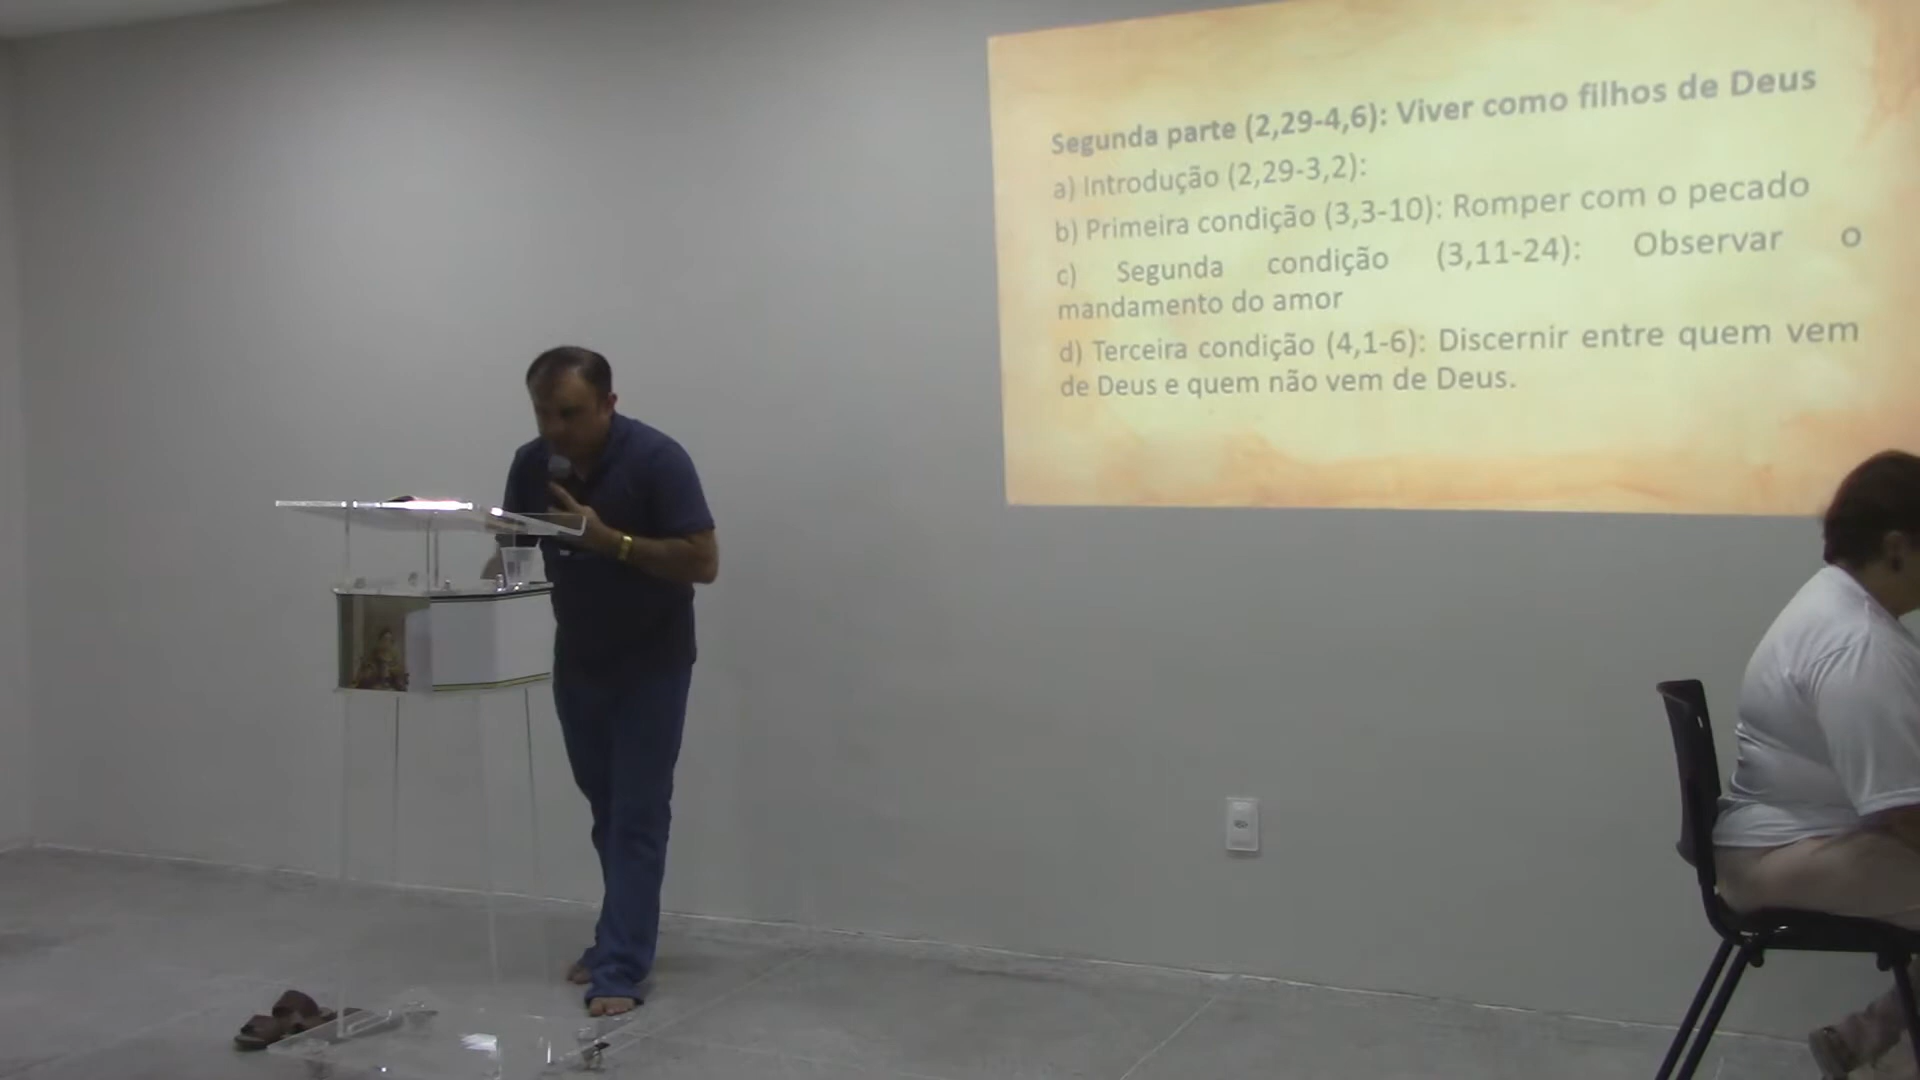 Segunda parte (2,29-4,6): Viver como filhos de Deus
a) Introdução (2,29-3,2):
b) Primeira condição (3,3-10): Romper com o pecado
c) Segunda condição (3,11-24): Observar o
mandamento do amor
d) Terceira condição (4,1-6): Discernir entre quem vem
de Deus e quem não vem de Deus.